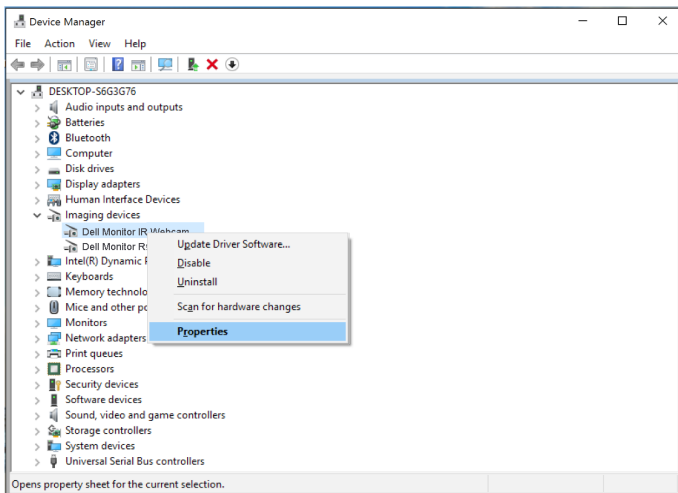 Device Manager
File Action View Help
DESKTOP-S6G3G76
Audio inputs and outputs
Batteries
Bluetooth
Computer
Disk drives
Display adapters
Human Interface Devices
Imaging devices
Dell Monitor IR Webcam
Dell Monitor
Intel(R) Dynamic
Keyboards
Memory
Mice and other
Monitors
Network adapters
Print queues
Processors
Security devices
Software devices
Sound, video and game controllers
Storage controllers
System devices
Universal Serial Bus controllers
Update Driver Software...
Disable
Uninstall
Scan for hardware changes
Properties
Opens property sheet for the current selection.